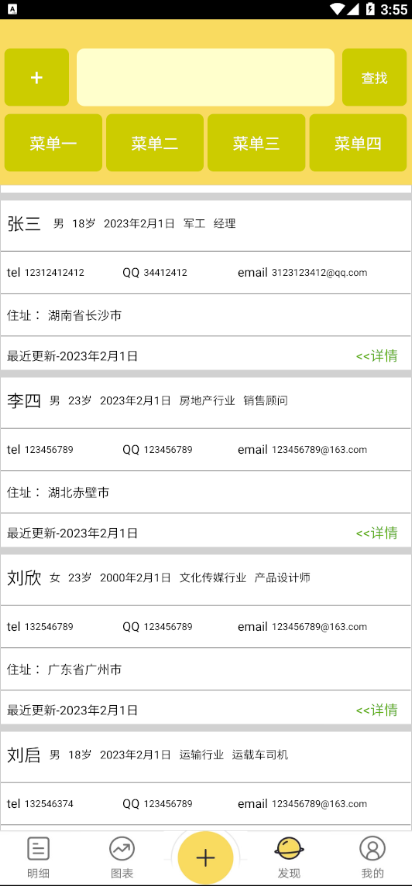 A 3:55
+ 查找
菜单一 菜单二 菜单三 菜单四
张三 男 18岁 2023年2月1日 军工 经理
tel 12312412412 QQ 34412412 email 3123123412@qq.com
住址： 湖南省长沙市
最近更新-2023年2月1日 <<详情
李四 男 23岁 2023年2月1日 房地产行业 销售顾问
tel 123456789 QQ 123456789 email 123456789@163.com
住址： 湖北赤壁市
最近更新-2023年2月1日 <<详情
刘欣 女 23岁 2000年2月1日 文化传媒行业 产品设计师
tel 132546789 QQ 123456789 email 123456789@163.com
住址： 广东省广州市
最近更新-2023年2月1日 <<详情
刘启 男 18岁 2023年2月1日 运输行业 运载车司机
tel 132546374 QQ 123456789 email 123456789@163.com
明细 图表 + 发现 我的